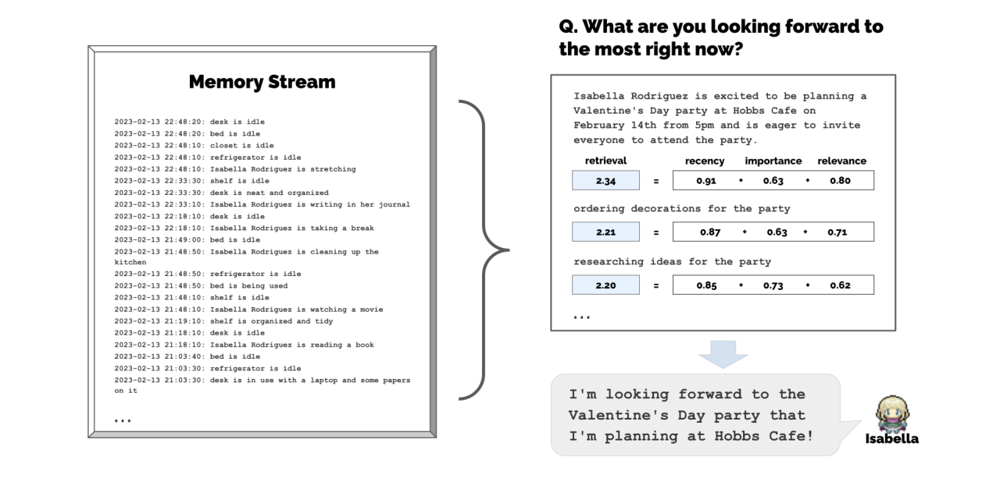 Memory Stream
2023-02-13 22:48:20: desk is idle
2023-02-13 22:48:20: bed is idle
2023-02-13 22:48:10: closet is idle
2023-02-13 22:48:10: refrigerator is idle
2023-02-13 22:48:10: Isabella Rodriguez is stretching
2023-02-13 22:33:30: shelf is idle
2023-02-13 22:33:30: desk is neat and organized
2023-02-13 22:33:10: Isabella Rodriguez is writing in her journal
2023-02-13 22:18:10: desk is idle
2023-02-13 22:18:10: Isabella Rodriguez is taking a break
2023-02-13 21:49:00: bed is idle
2023-02-13 21:48:50: Isabella Rodriguez is cleaning up the
kitchen
2023-02-13 21:48:50: refrigerator is idle
2023-02-13 21:48:50: bed is being used
2023-02-13 21:48:10: shelf is idle
2023-02-13 21:48:10: Isabella Rodriguez is watching a movie
2023-02-13 21:19:10: shelf is organized and tidy
2023-02-13 21:18:10: desk is idle
2023-02-13 21:18:10: Isabella Rodriguez is reading a book
2023-02-13 21:03:40: bed is idle
2023-02-13 21:03:30: refrigerator is idle
2023-02-13 21:03:30: desk is in use with a laptop and some papers
on it
...
Q. What are you looking forward to
the most right now?
Isabella Rodriguez is excited to be planning a
Valentine's Day party at Hobbs Cafe on
February 14th from 5pm and is eager to invite
everyone to attend the party.
retrieval recency importance relevance
2.34 = 0.91 + 0.63 + 0.80
ordering decorations for the party
2.21 = 0.87 + 0.63 + 0.71
researching ideas for the party
2.20 = 0.85 + 0.73 + 0.62
...
I'm looking forward to the
Valentine's Day party that
I'm planning at Hobbs Cafe!
Isabella